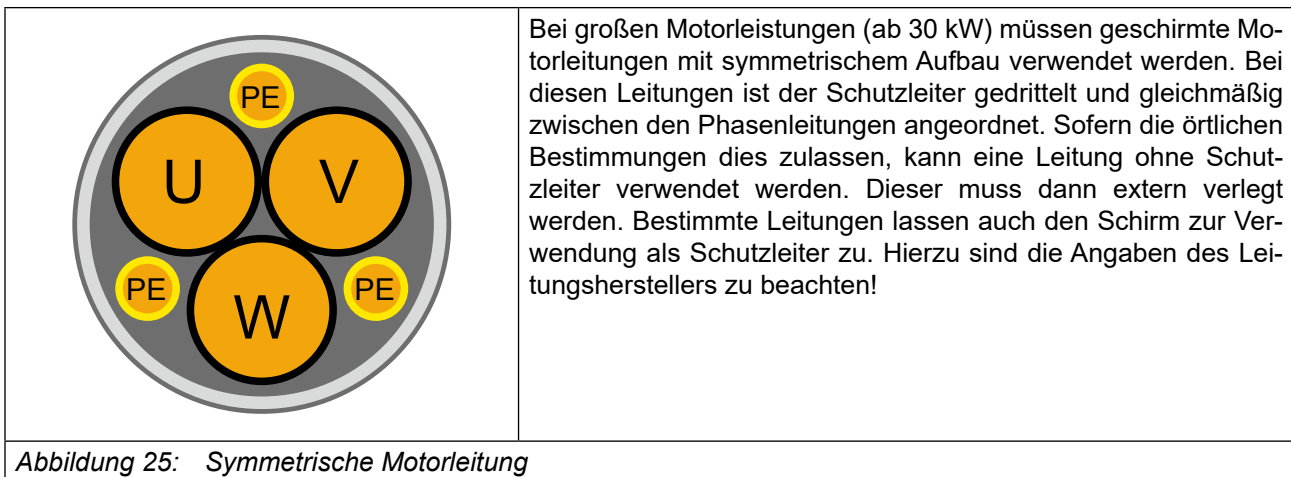 PE
U V
PE PE
W
Bei großen Motorleistungen (ab 30 kW) müssen geschirmte Mo-
torleitungen mit symmetrischem Aufbau verwendet werden. Bei
diesen Leitungen ist der Schutzleiter gedrittelt und gleichmäßig
zwischen den Phasenleitungen angeordnet. Sofern die örtlichen
Bestimmungen dies zulassen, kann eine Leitung ohne Schut-
zleiter verwendet werden. Dieser muss dann extern verlegt
werden. Bestimmte Leitungen lassen auch den Schirm zur Ver-
wendung als Schutzleiter zu. Hierzu sind die Angaben des Lei-
tungsherstellers zu beachten!
Abbildung 25: Symmetrische Motorleitung